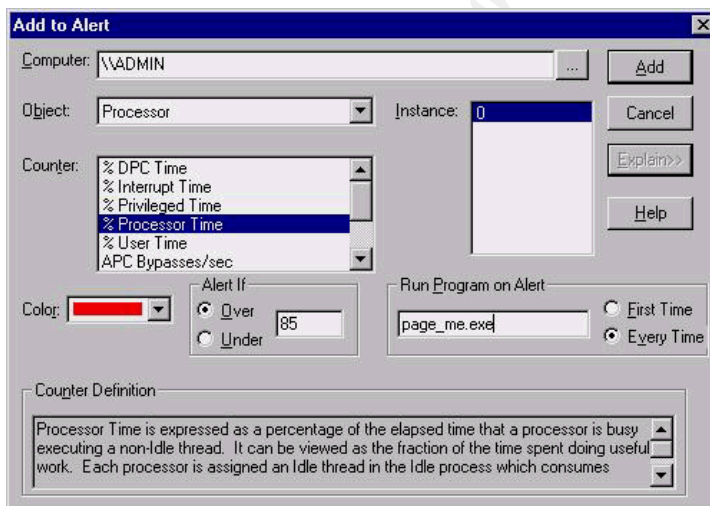 Add to Alert
Computer: \\ADMIN ... Add
Object: Processor Instance: 0 Cancel
Counter: % DPC Time
% Interrupt Time
% Privileged Time
% Processor Time
% User Time
APC Bypasses/sec
Explain>>
Help
Color:
Alert If
Over
Under
85
Run Program on Alert
page_me.exe
First Time
Every Time
Counter Definition
Processor Time is expressed as a percentage of the elapsed time that a processor is busy
executing a non-Idle thread. It can be viewed as the fraction of the time spent doing useful
work. Each processor is assigned an Idle thread in the Idle process which consumes